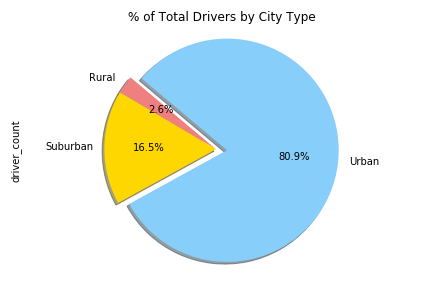 % of Total Drivers by City Type
Rural
2.6%
Suburban
16.5%
80.9%
Urban
driver_count